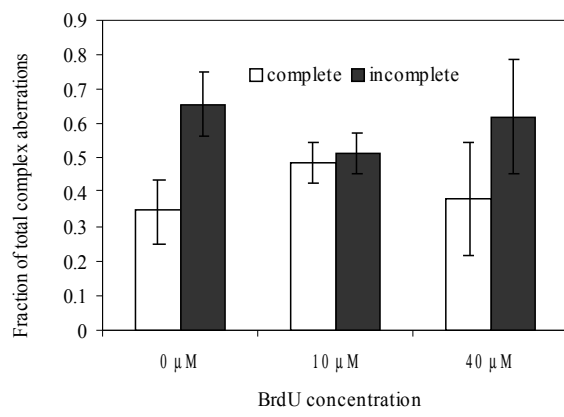 0.9
0.8
0.7
0.6
0.5
0.4
0.3
0.2
0.1
0
Fraction of total complex aberrations
complete incomplete
0 µM 10 µM 40 µM
BrdU concentration